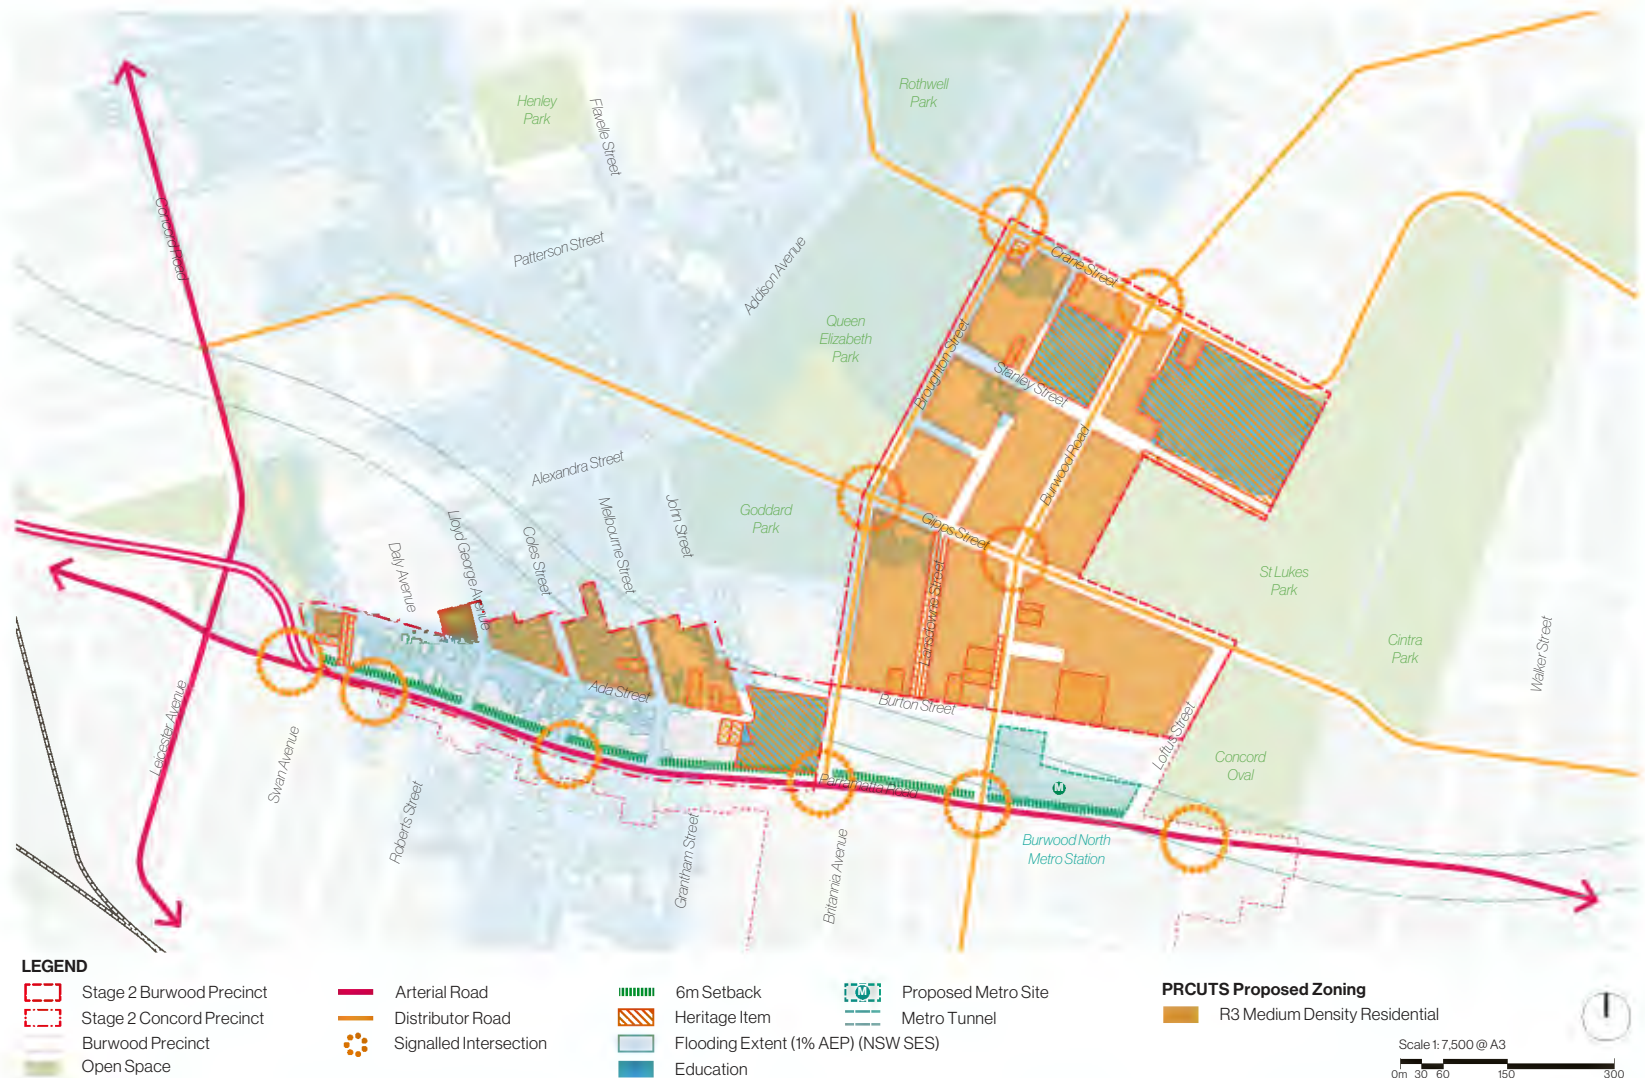 Rothwell
Park
Henley
Park
Flavelle Street
Concord Road
Patterson Street
Addison Avenue
Crane Street
Queen
Elizabeth
Park
Broughton Street
Stanley Street
Burwood Road
Alexandra Street
Melbourne Street
John Street
Goddard
Park
Gipps Street
Lloyd George Avenue
Coles Street
Daly Avenue
St Lukes
Park
Lansdowne Street
Cintra
Park
Walker Street
Ada Street
Burton Street
Leicester Avenue
Swan Avenue
Loftus Street
Concord
Oval
Roberts Street
Parramatta Road
M
Grantham Street
Britannia Avenue
Burwood North
Metro Station
LEGEND
Stage 2 Burwood Precinct
Stage 2 Concord Precinct
Burwood Precinct
Open Space
Arterial Road
Distributor Road
Signalled Intersection
6m Setback
Heritage Item
Flooding Extent (1% AEP) (NSW SES)
Education
M
Proposed Metro Site
Metro Tunnel
PRCUTS Proposed Zoning
R3 Medium Density Residential
Scale 1: 7,500 @ A3
0m 30 60 150 300